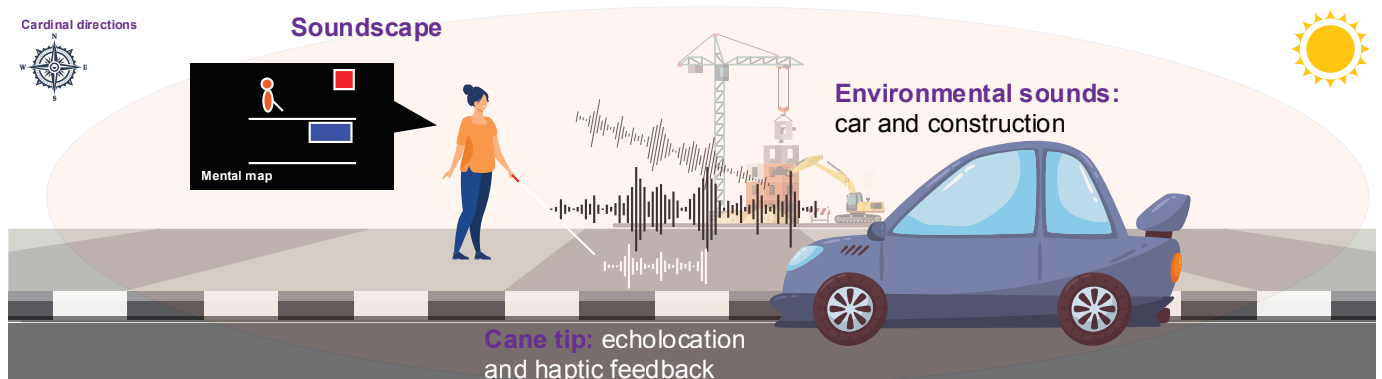 Cardinal directions
N
W
E
S
Soundscape
Mental map
Environmental sounds:
car and construction
Cane tip: echolocation
and haptic feedback